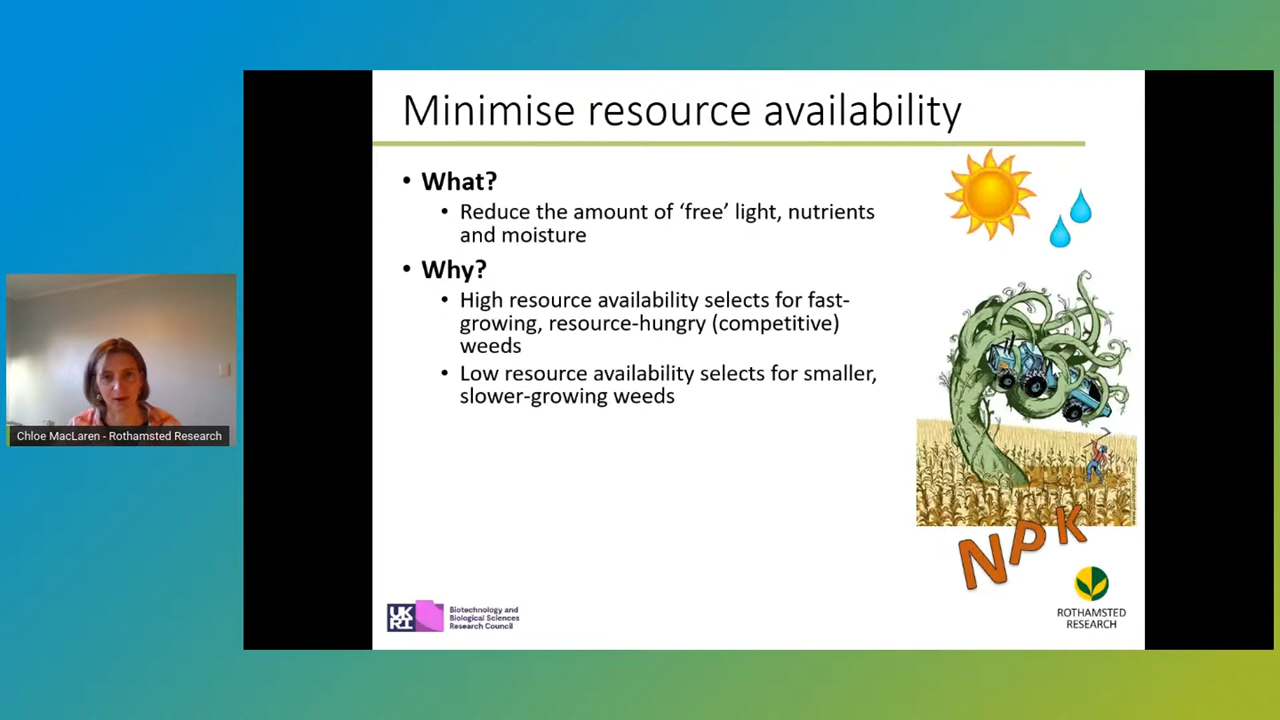 Minimise resource availability
• What?
• Reduce the amount of ‘free’ light, nutrients
and moisture
• Why?
• High resource availability selects for fast-
growing, resource-hungry (competitive)
weeds
• Low resource availability selects for smaller,
slower-growing weeds
NPK
UK
RI
Biotechnology and
Biological Sciences
Research Council
ROTHAMSTED
RESEARCH
Chloe MacLaren - Rothamsted Research